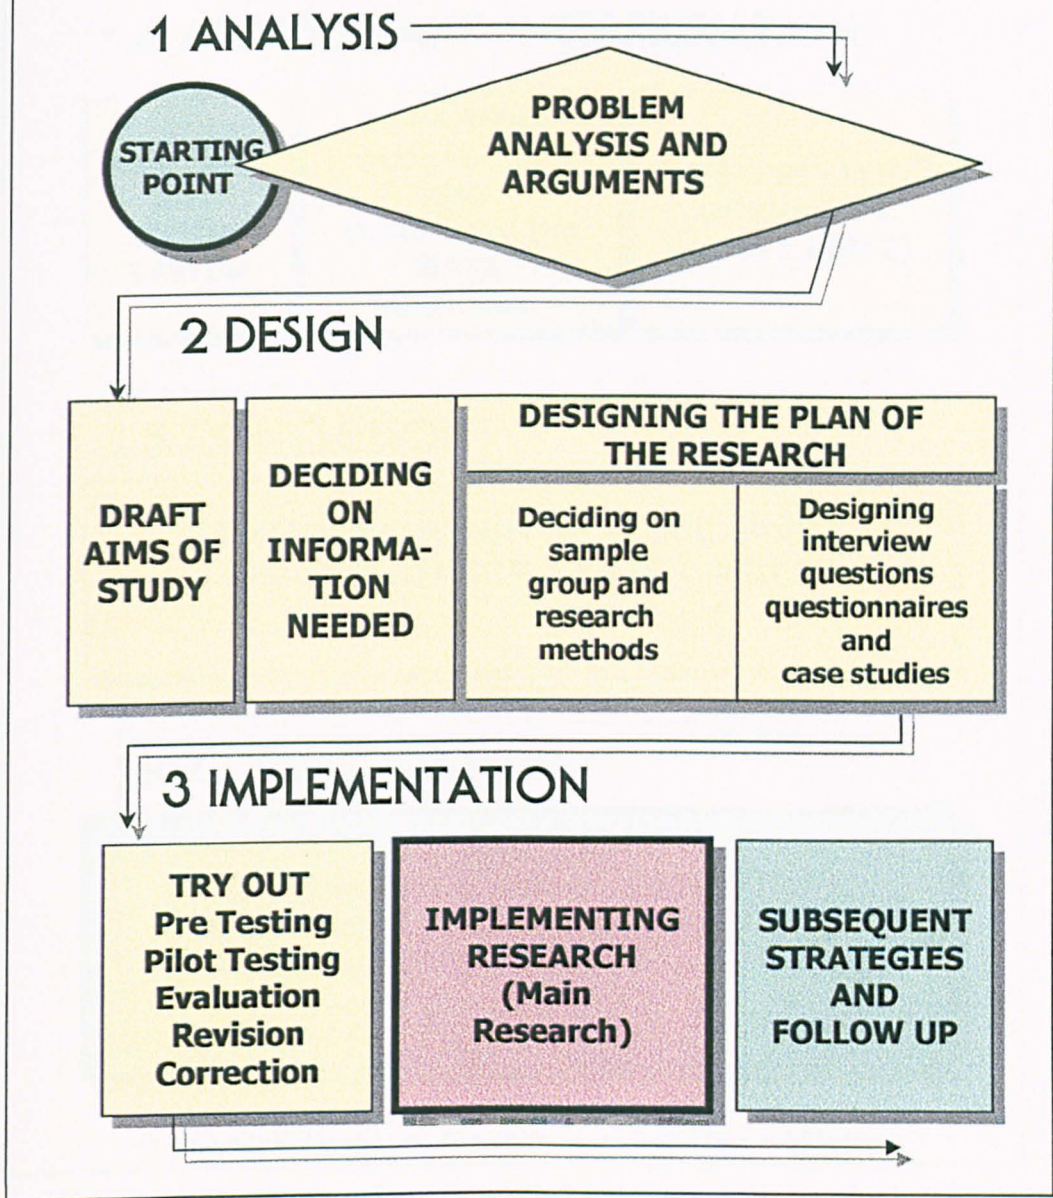 1 ANALYSIS
STARTING
POINT
PROBLEM
ANALYSIS AND
ARGUMENTS
2 DESIGN
DRAFT
AIMS OF
STUDY
DECIDING
ON
INFORMA-
TION
NEEDED
DESIGNING THE PLAN OF
THE RESEARCH
Deciding on
sample
group and
research
methods
Designing
interview
questions
questionnaires
and
case studies
3 IMPLEMENTATION
TRY OUT
Pre Testing
Pilot Testing
Evaluation
Revision
Correction
IMPLEMENTING
RESEARCH
(Main
Research)
SUBSEQUENT
STRATEGIES
AND
FOLLOW UP